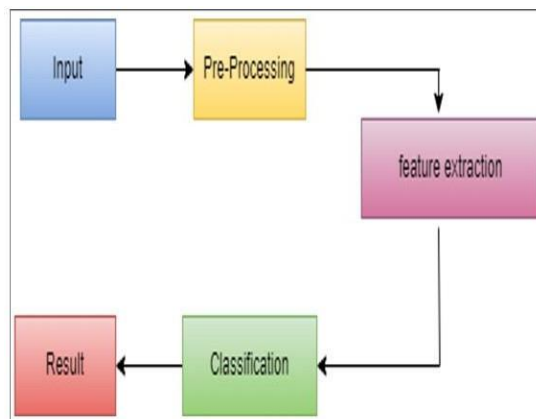 Input
Pre-Processing
feature extraction
Classification
Result